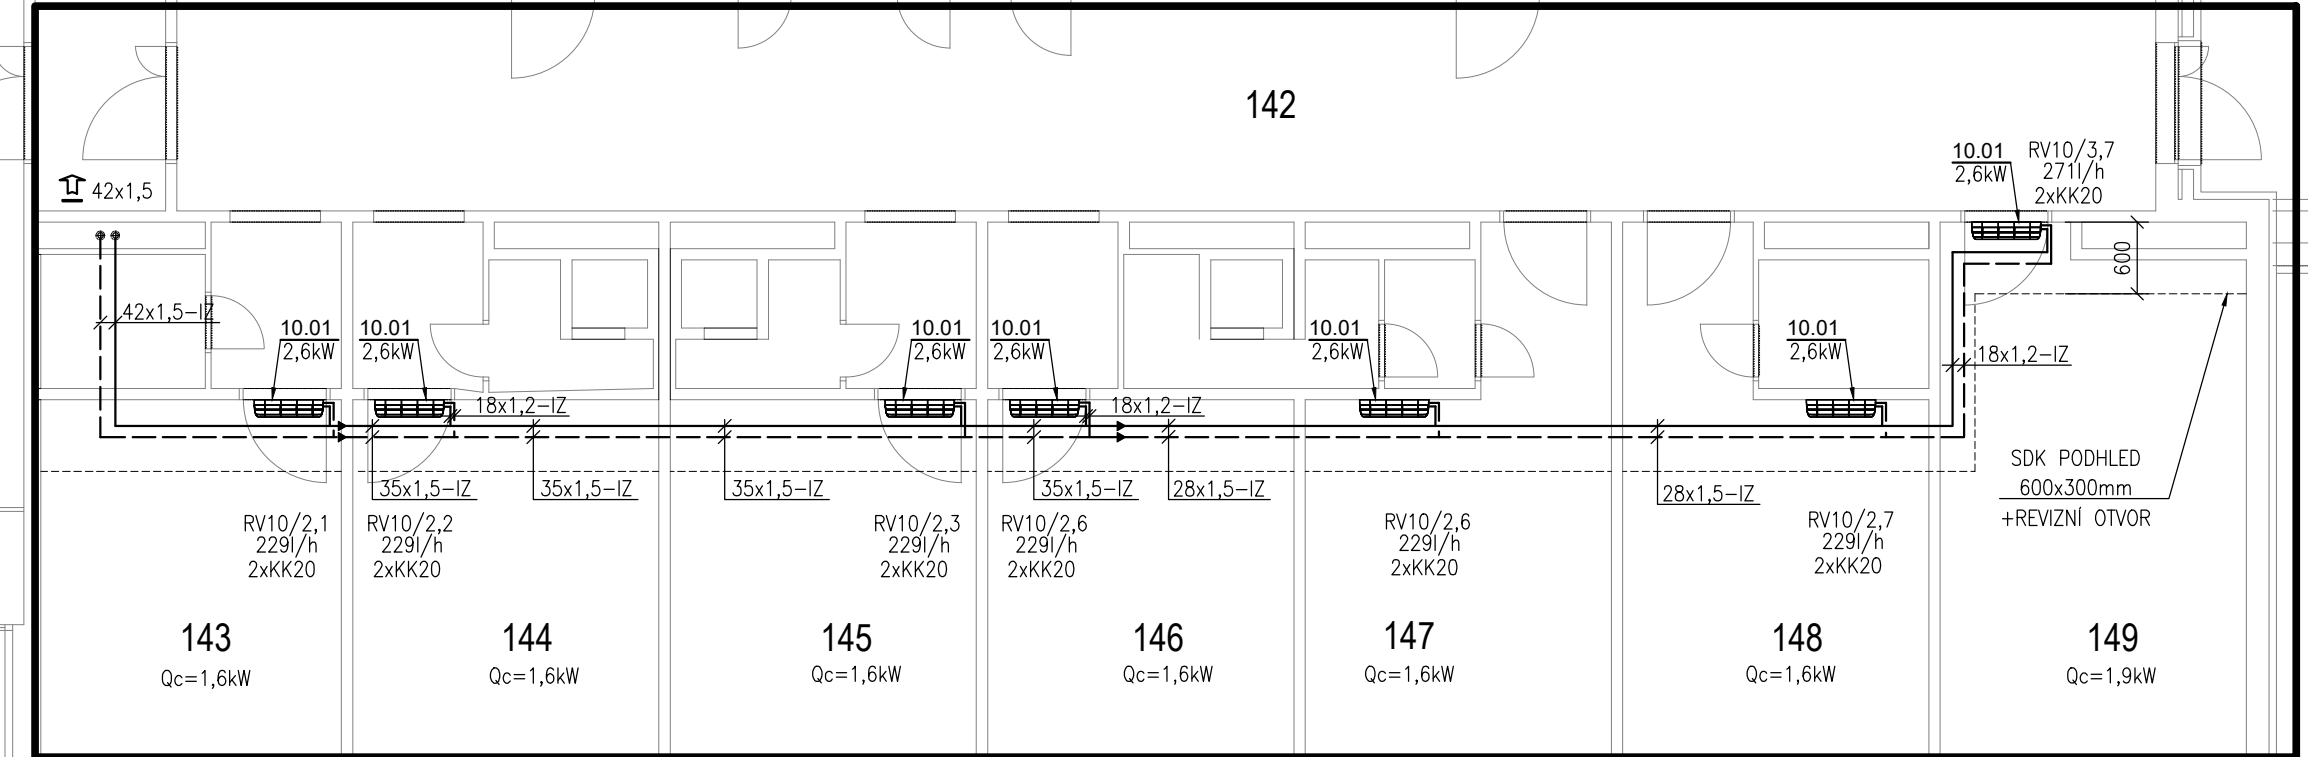 142
10.01
2,6kW
RV10/3,7
271l/h
2xKK20
42x1,5
600
42x1,5-IZ
10.01
2,6kW
10.01
2,6kW
10.01
2,6kW
10.01
2,6kW
10.01
2,6kW
10.01
2,6kW
18x1,2-IZ
18x1,2-IZ
18x1,2-IZ
35x1,5-IZ
35x1,5-IZ
35x1,5-IZ
35x1,5-IZ
28x1,5-IZ
28x1,5-IZ
SDK PODHLED
600x300mm
+REVIZNÍ OTVOR
RV10/2,1
229l/h
2xKK20
RV10/2,2
229l/h
2xKK20
RV10/2,3
229l/h
2xKK20
RV10/2,6
229l/h
2xKK20
RV10/2,6
229l/h
2xKK20
RV10/2,7
229l/h
2xKK20
143
Qc=1,6kW
144
Qc=1,6kW
145
Qc=1,6kW
146
Qc=1,6kW
147
Qc=1,6kW
148
Qc=1,6kW
149
Qc=1,9kW